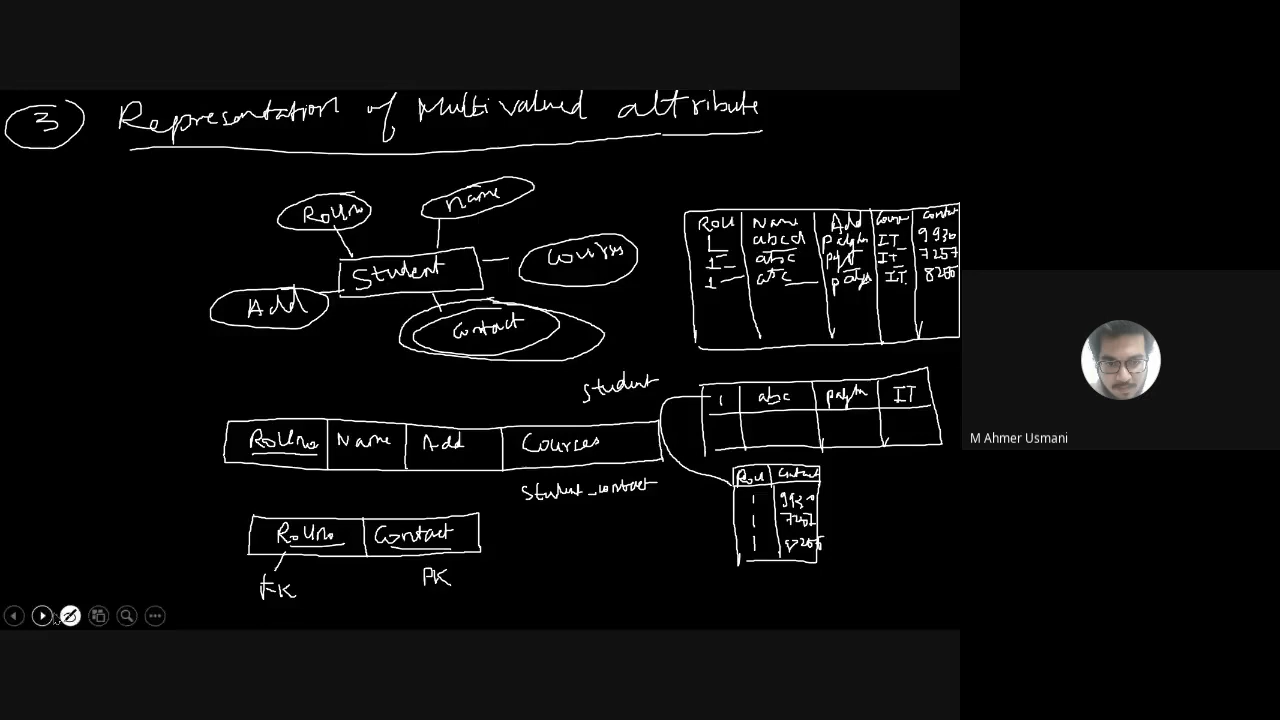 3 Representation of Multivalued attribute
Rollno
Name
Student
Courses
Add
Contact
Roll Name Add Course Contact
1 abcd IT 9930
1 abc IT 7257
1 abc IT
Student
1 abc IT
Rollno Name Add Courses
Student_contact
Rollno Contact
FK PK
Roll Contact
1 9930
1
1
M Ahmer Usmani